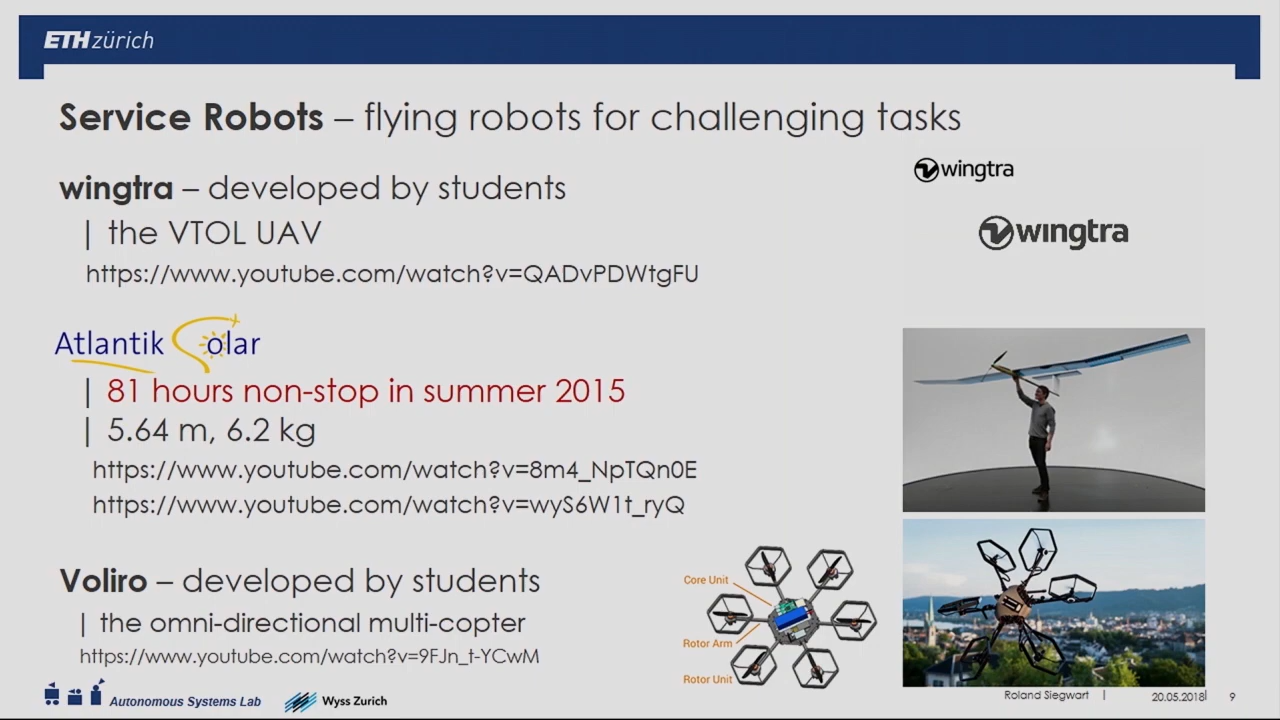 ETHzürich
Service Robots – flying robots for challenging tasks
wingtra – developed by students
| the VTOL UAV
https://www.youtube.com/watch?v=QADvPDWtgFU
wingtra
wingtra
Atlantik Solar
| 81 hours non-stop in summer 2015
| 5.64 m, 6.2 kg
https://www.youtube.com/watch?v=8m4_NpTQn0E
https://www.youtube.com/watch?v=wyS6W1t_ryQ
Voliro – developed by students
| the omni-directional multi-copter
https://www.youtube.com/watch?v=9FJn_t-YCwM
Core Unit
Rotor Arm
Rotor Unit
Autonomous Systems Lab
Wyss Zurich
Roland Siegwart | 20.05.2018| 9